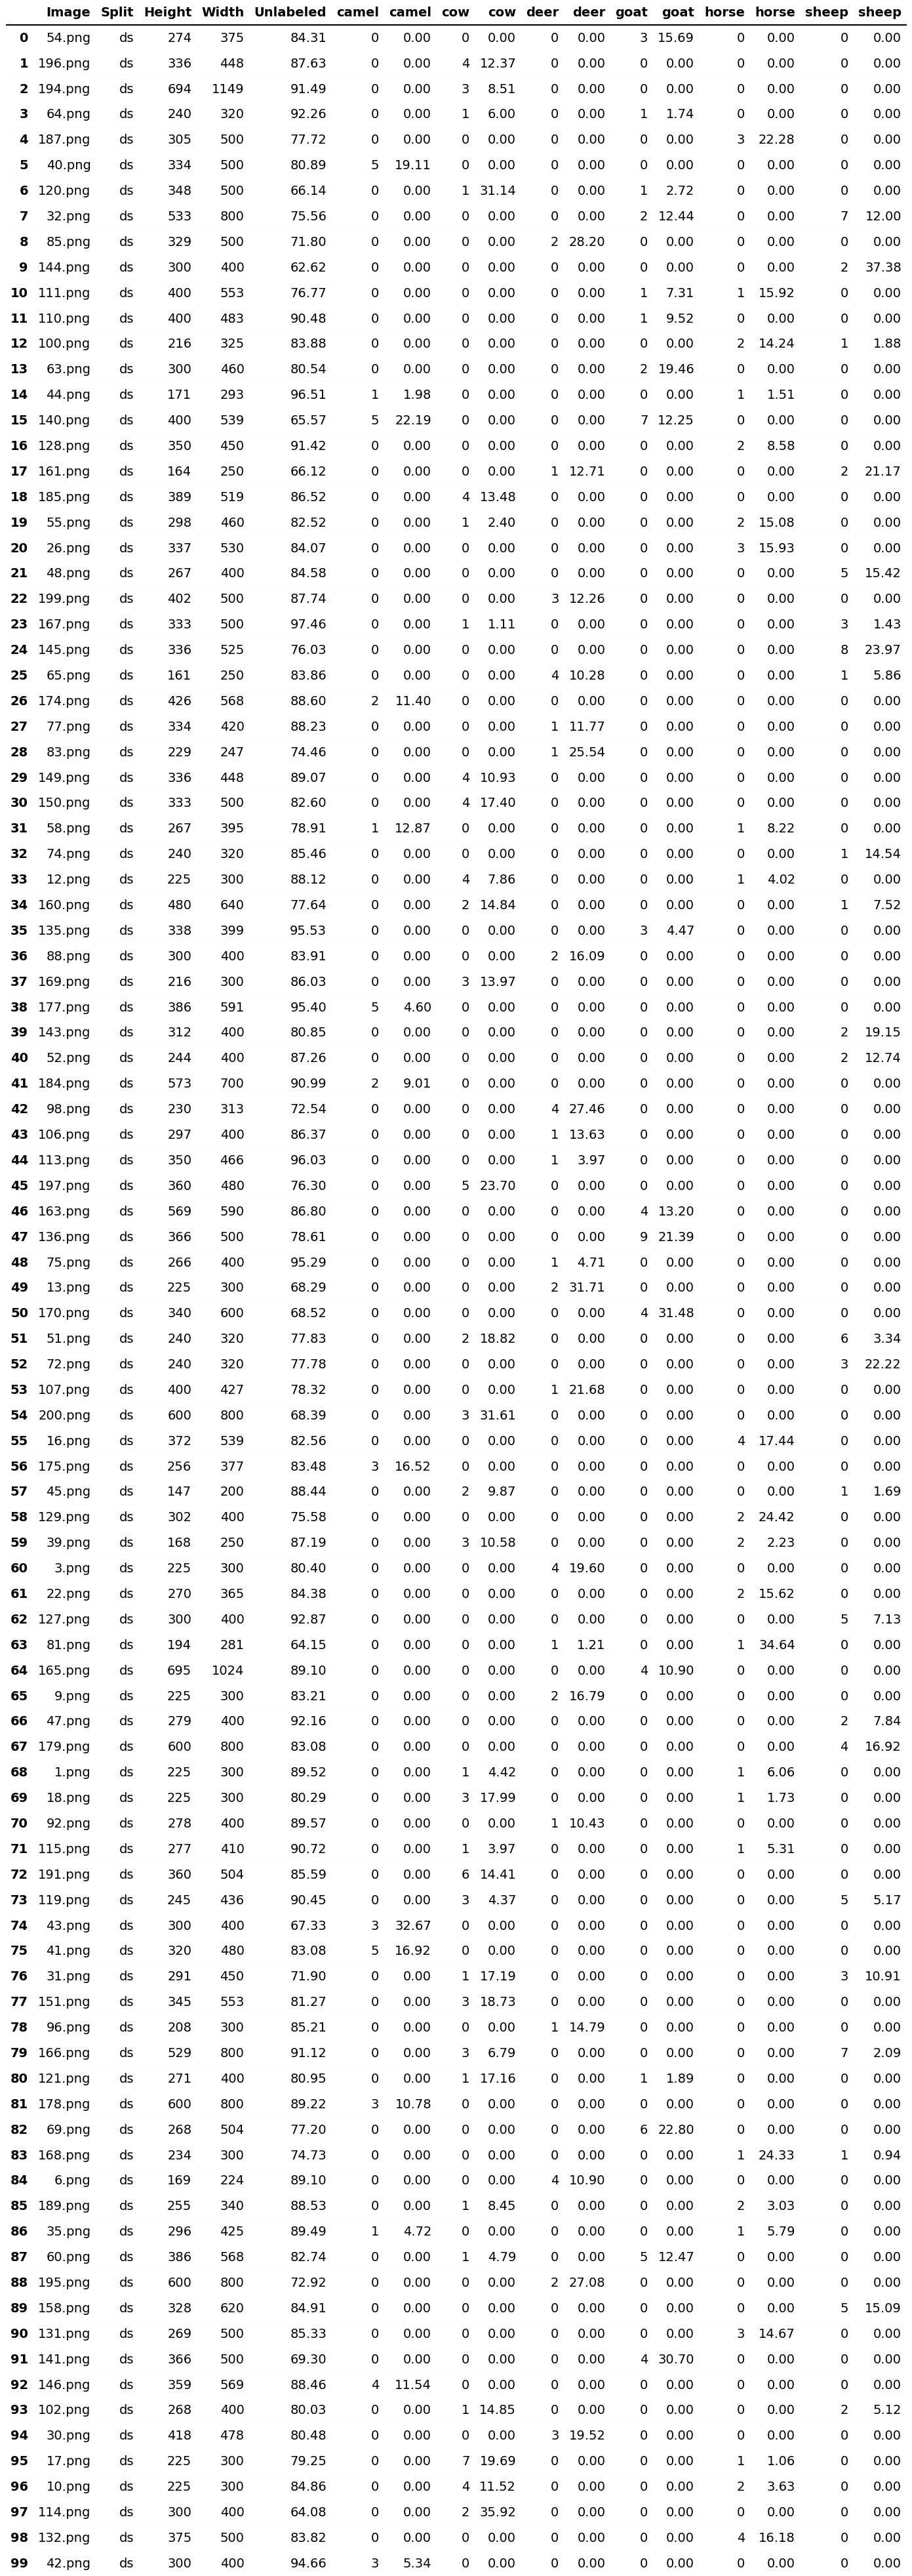 Image Split Height Width Unlabeled camel camel cow cow deer deer goat goat horse horse sheep sheep
0 54.png ds 274 375 84.31 0 0.00 0 0.00 0 0.00 3 15.69 0 0.00 0 0.00
1 196.png ds 336 448 87.63 0 0.00 4 12.37 0 0.00 0 0.00 0 0.00 0 0.00
2 194.png ds 694 1149 91.49 0 0.00 3 8.51 0 0.00 0 0.00 0 0.00 0 0.00
3 64.png ds 240 320 92.26 0 0.00 1 6.00 0 0.00 1 1.74 0 0.00 0 0.00
4 187.png ds 305 500 77.72 0 0.00 0 0.00 0 0.00 0 0.00 3 22.28 0 0.00
5 40.png ds 334 500 80.89 5 19.11 0 0.00 0 0.00 0 0.00 0 0.00 0 0.00
6 120.png ds 348 500 66.14 0 0.00 1 31.14 0 0.00 1 2.72 0 0.00 0 0.00
7 32.png ds 533 800 75.56 0 0.00 0 0.00 0 0.00 2 12.44 0 0.00 7 12.00
8 85.png ds 329 500 71.80 0 0.00 0 0.00 2 28.20 0 0.00 0 0.00 0 0.00
9 144.png ds 300 400 62.62 0 0.00 0 0.00 0 0.00 0 0.00 0 0.00 2 37.38
10 111.png ds 400 553 76.77 0 0.00 0 0.00 0 0.00 1 7.31 1 15.92 0 0.00
11 110.png ds 400 483 90.48 0 0.00 0 0.00 0 0.00 1 9.52 0 0.00 0 0.00
12 100.png ds 216 325 83.88 0 0.00 0 0.00 0 0.00 0 0.00 2 14.24 1 1.88
13 63.png ds 300 460 80.54 0 0.00 0 0.00 0 0.00 2 19.46 0 0.00 0 0.00
14 44.png ds 171 293 96.51 1 1.98 0 0.00 0 0.00 0 0.00 1 1.51 0 0.00
15 140.png ds 400 539 65.57 5 22.19 0 0.00 0 0.00 7 12.25 0 0.00 0 0.00
16 128.png ds 350 450 91.42 0 0.00 0 0.00 0 0.00 0 0.00 2 8.58 0 0.00
17 161.png ds 164 250 66.12 0 0.00 0 0.00 1 12.71 0 0.00 0 0.00 2 21.17
18 185.png ds 389 519 86.52 0 0.00 4 13.48 0 0.00 0 0.00 0 0.00 0 0.00
19 55.png ds 298 460 82.52 0 0.00 1 2.40 0 0.00 0 0.00 2 15.08 0 0.00
20 26.png ds 337 530 84.07 0 0.00 0 0.00 0 0.00 0 0.00 3 15.93 0 0.00
21 48.png ds 267 400 84.58 0 0.00 0 0.00 0 0.00 0 0.00 0 0.00 5 15.42
22 199.png ds 402 500 87.74 0 0.00 0 0.00 3 12.26 0 0.00 0 0.00 0 0.00
23 167.png ds 333 500 97.46 0 0.00 1 1.11 0 0.00 0 0.00 0 0.00 3 1.43
24 145.png ds 336 525 76.03 0 0.00 0 0.00 0 0.00 0 0.00 0 0.00 8 23.97
25 65.png ds 161 250 83.86 0 0.00 0 0.00 4 10.28 0 0.00 0 0.00 1 5.86
26 174.png ds 426 568 88.60 2 11.40 0 0.00 0 0.00 0 0.00 0 0.00 0 0.00
27 77.png ds 334 420 88.23 0 0.00 0 0.00 1 11.77 0 0.00 0 0.00 0 0.00
28 83.png ds 229 247 74.46 0 0.00 0 0.00 1 25.54 0 0.00 0 0.00 0 0.00
29 149.png ds 336 448 89.07 0 0.00 4 10.93 0 0.00 0 0.00 0 0.00 0 0.00
30 150.png ds 333 500 82.60 0 0.00 4 17.40 0 0.00 0 0.00 0 0.00 0 0.00
31 58.png ds 267 395 78.91 1 12.87 0 0.00 0 0.00 0 0.00 1 8.22 0 0.00
32 74.png ds 240 320 85.46 0 0.00 0 0.00 0 0.00 0 0.00 0 0.00 1 14.54
33 12.png ds 225 300 88.12 0 0.00 4 7.86 0 0.00 0 0.00 1 4.02 0 0.00
34 160.png ds 480 640 77.64 0 0.00 2 14.84 0 0.00 0 0.00 0 0.00 1 7.52
35 135.png ds 338 399 95.53 0 0.00 0 0.00 0 0.00 3 4.47 0 0.00 0 0.00
36 88.png ds 300 400 83.91 0 0.00 0 0.00 2 16.09 0 0.00 0 0.00 0 0.00
37 169.png ds 216 300 86.03 0 0.00 3 13.97 0 0.00 0 0.00 0 0.00 0 0.00
38 177.png ds 386 591 95.40 5 4.60 0 0.00 0 0.00 0 0.00 0 0.00 0 0.00
39 143.png ds 312 400 80.85 0 0.00 0 0.00 0 0.00 0 0.00 0 0.00 2 19.15
40 52.png ds 244 400 87.26 0 0.00 0 0.00 0 0.00 0 0.00 0 0.00 2 12.74
41 184.png ds 573 700 90.99 2 9.01 0 0.00 0 0.00 0 0.00 0 0.00 0 0.00
42 98.png ds 230 313 72.54 0 0.00 0 0.00 4 27.46 0 0.00 0 0.00 0 0.00
43 106.png ds 297 400 86.37 0 0.00 0 0.00 1 13.63 0 0.00 0 0.00 0 0.00
44 113.png ds 350 466 96.03 0 0.00 0 0.00 1 3.97 0 0.00 0 0.00 0 0.00
45 197.png ds 360 480 76.30 0 0.00 5 23.70 0 0.00 0 0.00 0 0.00 0 0.00
46 163.png ds 569 590 86.80 0 0.00 0 0.00 0 0.00 4 13.20 0 0.00 0 0.00
47 136.png ds 366 500 78.61 0 0.00 0 0.00 0 0.00 9 21.39 0 0.00 0 0.00
48 75.png ds 266 400 95.29 0 0.00 0 0.00 1 4.71 0 0.00 0 0.00 0 0.00
49 13.png ds 225 300 68.29 0 0.00 0 0.00 2 31.71 0 0.00 0 0.00 0 0.00
50 170.png ds 340 600 68.52 0 0.00 0 0.00 0 0.00 4 31.48 0 0.00 0 0.00
51 51.png ds 240 320 77.83 0 0.00 2 18.82 0 0.00 0 0.00 0 0.00 6 3.34
52 72.png ds 240 320 77.78 0 0.00 0 0.00 0 0.00 0 0.00 0 0.00 3 22.22
53 107.png ds 400 427 78.32 0 0.00 0 0.00 1 21.68 0 0.00 0 0.00 0 0.00
54 200.png ds 600 800 68.39 0 0.00 3 31.61 0 0.00 0 0.00 0 0.00 0 0.00
55 16.png ds 372 539 82.56 0 0.00 0 0.00 0 0.00 0 0.00 4 17.44 0 0.00
56 175.png ds 256 377 83.48 3 16.52 0 0.00 0 0.00 0 0.00 0 0.00 0 0.00
57 45.png ds 147 200 88.44 0 0.00 2 9.87 0 0.00 0 0.00 0 0.00 1 1.69
58 129.png ds 302 400 75.58 0 0.00 0 0.00 0 0.00 0 0.00 2 24.42 0 0.00
59 39.png ds 168 250 87.19 0 0.00 3 10.58 0 0.00 0 0.00 2 2.23 0 0.00
60 3.png ds 225 300 80.40 0 0.00 0 0.00 4 19.60 0 0.00 0 0.00 0 0.00
61 22.png ds 270 365 84.38 0 0.00 0 0.00 0 0.00 0 0.00 2 15.62 0 0.00
62 127.png ds 300 400 92.87 0 0.00 0 0.00 0 0.00 0 0.00 0 0.00 5 7.13
63 81.png ds 194 281 64.15 0 0.00 0 0.00 1 1.21 0 0.00 1 34.64 0 0.00
64 165.png ds 695 1024 89.10 0 0.00 0 0.00 0 0.00 4 10.90 0 0.00 0 0.00
65 9.png ds 225 300 83.21 0 0.00 0 0.00 2 16.79 0 0.00 0 0.00 0 0.00
66 47.png ds 279 400 92.16 0 0.00 0 0.00 0 0.00 0 0.00 0 0.00 2 7.84
67 179.png ds 600 800 83.08 0 0.00 0 0.00 0 0.00 0 0.00 0 0.00 4 16.92
68 1.png ds 225 300 89.52 0 0.00 1 4.42 0 0.00 0 0.00 1 6.06 0 0.00
69 18.png ds 225 300 80.29 0 0.00 3 17.99 0 0.00 0 0.00 1 1.73 0 0.00
70 92.png ds 278 400 89.57 0 0.00 0 0.00 1 10.43 0 0.00 0 0.00 0 0.00
71 115.png ds 277 410 90.72 0 0.00 1 3.97 0 0.00 0 0.00 1 5.31 0 0.00
72 191.png ds 360 504 85.59 0 0.00 6 14.41 0 0.00 0 0.00 0 0.00 0 0.00
73 119.png ds 245 436 90.45 0 0.00 3 4.37 0 0.00 0 0.00 0 0.00 5 5.17
74 43.png ds 300 400 67.33 3 32.67 0 0.00 0 0.00 0 0.00 0 0.00 0 0.00
75 41.png ds 320 480 83.08 5 16.92 0 0.00 0 0.00 0 0.00 0 0.00 0 0.00
76 31.png ds 291 450 71.90 0 0.00 1 17.19 0 0.00 0 0.00 0 0.00 3 10.91
77 151.png ds 345 553 81.27 0 0.00 3 18.73 0 0.00 0 0.00 0 0.00 0 0.00
78 96.png ds 208 300 85.21 0 0.00 0 0.00 1 14.79 0 0.00 0 0.00 0 0.00
79 166.png ds 529 800 91.12 0 0.00 3 6.79 0 0.00 0 0.00 0 0.00 7 2.09
80 121.png ds 271 400 80.95 0 0.00 1 17.16 0 0.00 1 1.89 0 0.00 0 0.00
81 178.png ds 600 800 89.22 3 10.78 0 0.00 0 0.00 0 0.00 0 0.00 0 0.00
82 69.png ds 268 504 77.20 0 0.00 0 0.00 0 0.00 6 22.80 0 0.00 0 0.00
83 168.png ds 234 300 74.73 0 0.00 0 0.00 0 0.00 0 0.00 1 24.33 1 0.94
84 6.png ds 169 224 89.10 0 0.00 0 0.00 4 10.90 0 0.00 0 0.00 0 0.00
85 189.png ds 255 340 88.53 0 0.00 1 8.45 0 0.00 0 0.00 2 3.03 0 0.00
86 35.png ds 296 425 89.49 1 4.72 0 0.00 0 0.00 0 0.00 1 5.79 0 0.00
87 60.png ds 386 568 82.74 0 0.00 1 4.79 0 0.00 5 12.47 0 0.00 0 0.00
88 195.png ds 600 800 72.92 0 0.00 0 0.00 2 27.08 0 0.00 0 0.00 0 0.00
89 158.png ds 328 620 84.91 0 0.00 0 0.00 0 0.00 0 0.00 0 0.00 5 15.09
90 131.png ds 269 500 85.33 0 0.00 0 0.00 0 0.00 0 0.00 3 14.67 0 0.00
91 141.png ds 366 500 69.30 0 0.00 0 0.00 0 0.00 4 30.70 0 0.00 0 0.00
92 146.png ds 359 569 88.46 4 11.54 0 0.00 0 0.00 0 0.00 0 0.00 0 0.00
93 102.png ds 268 400 80.03 0 0.00 1 14.85 0 0.00 0 0.00 0 0.00 2 5.12
94 30.png ds 418 478 80.48 0 0.00 0 0.00 3 19.52 0 0.00 0 0.00 0 0.00
95 17.png ds 225 300 79.25 0 0.00 7 19.69 0 0.00 0 0.00 1 1.06 0 0.00
96 10.png ds 225 300 84.86 0 0.00 4 11.52 0 0.00 0 0.00 2 3.63 0 0.00
97 114.png ds 300 400 64.08 0 0.00 2 35.92 0 0.00 0 0.00 0 0.00 0 0.00
98 132.png ds 375 500 83.82 0 0.00 0 0.00 0 0.00 0 0.00 4 16.18 0 0.00
99 42.png ds 300 400 94.66 3 5.34 0 0.00 0 0.00 0 0.00 0 0.00 0 0.00